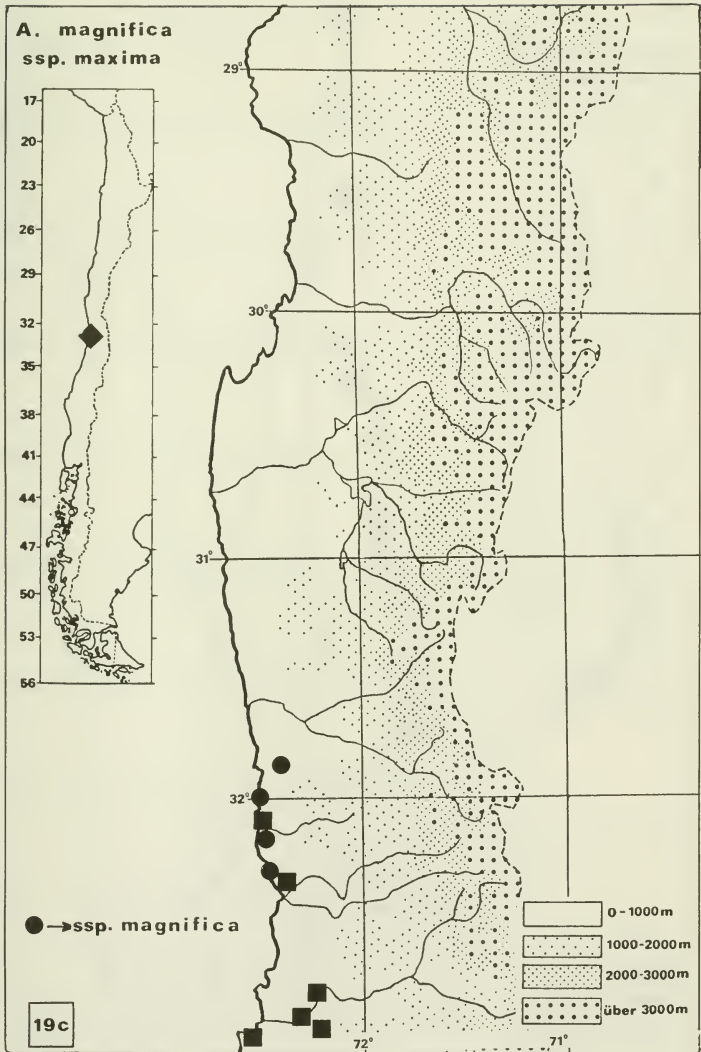 A. magnifica
ssp. maxima
17
20
23
26
29
32
35
38
41
44
47
50
53
56
29°
30°
31°
32°
●→ssp. magnifica
0-1000m
1000-2000m
2000-3000m
über 3000m
19c
72°
71°